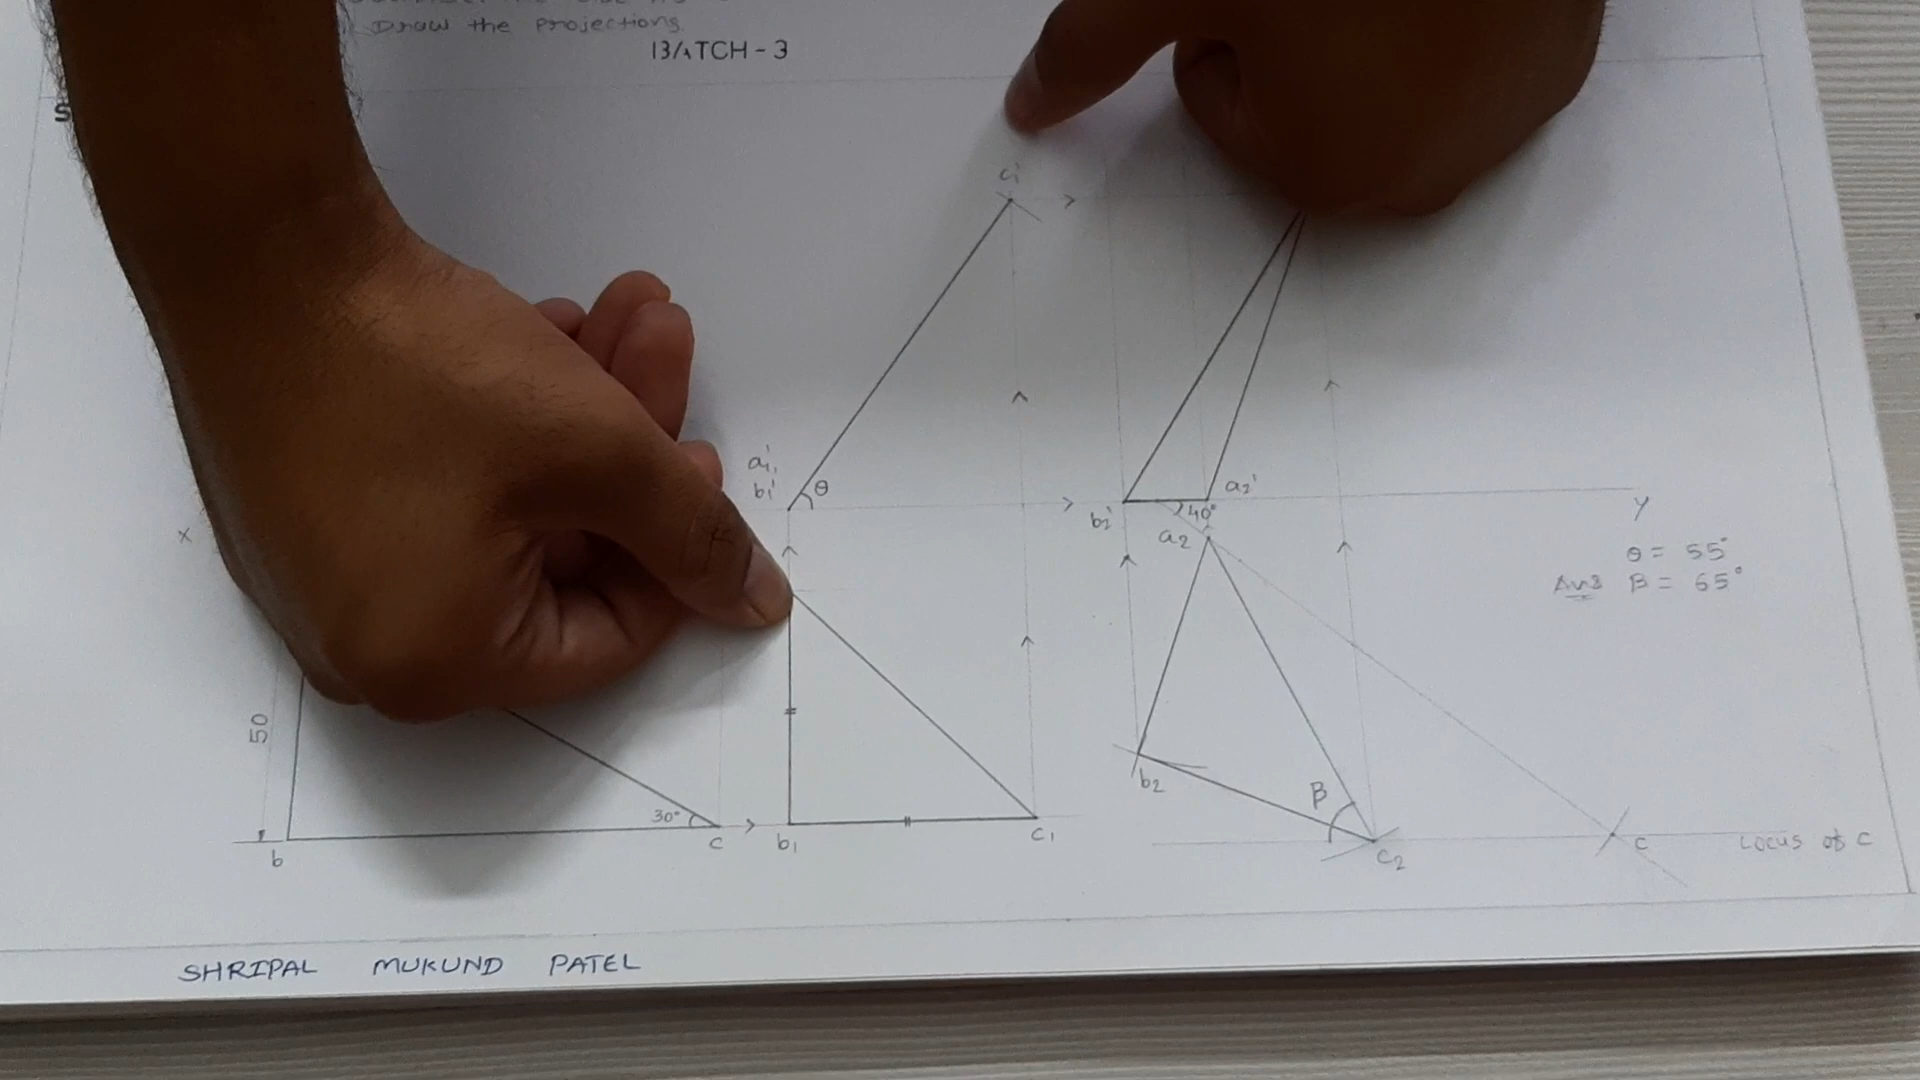 Draw the projections.
BATCH - 3
S
c₁'
a₁',
b₁'
θ
a₂'
b₂'
40°
a₂
x
y
θ = 55°
Ans β = 65°
50
30°
b
c
b₁
c₁
b₂
β
c₂
c
Locus of c
SHRIPAL MUKUND PATEL